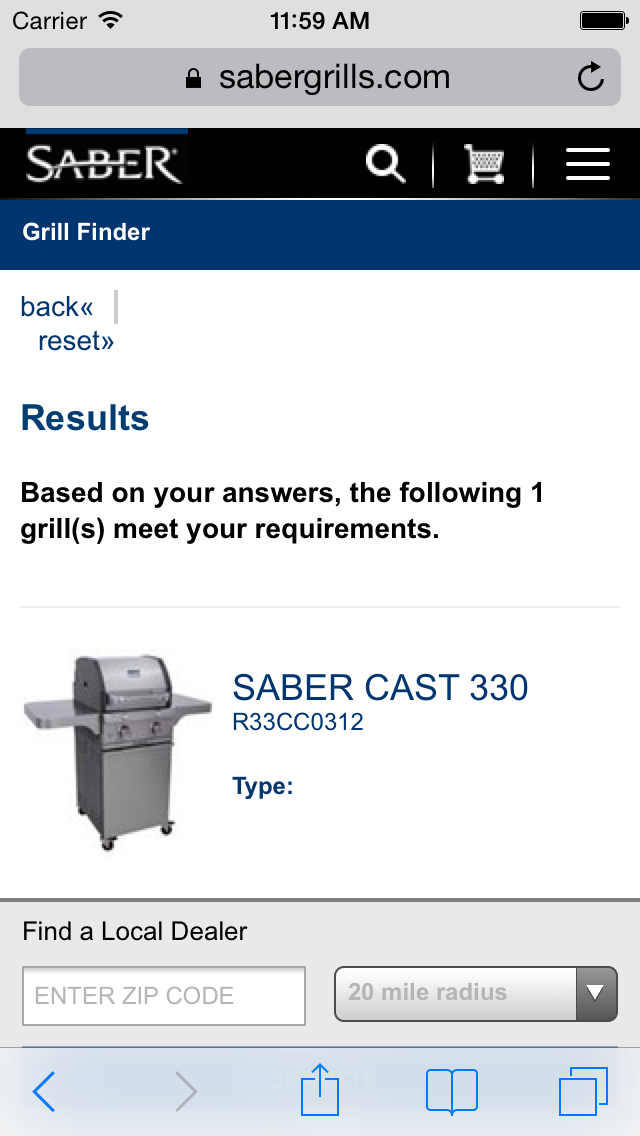 Carrier 11:59 AM
sabergrills.com
SABER
Grill Finder
back«
reset»
Results
Based on your answers, the following 1
grill(s) meet your requirements.
SABER CAST 330
R33CC0312
Type:
Find a Local Dealer
ENTER ZIP CODE 20 mile radius
SEARCH